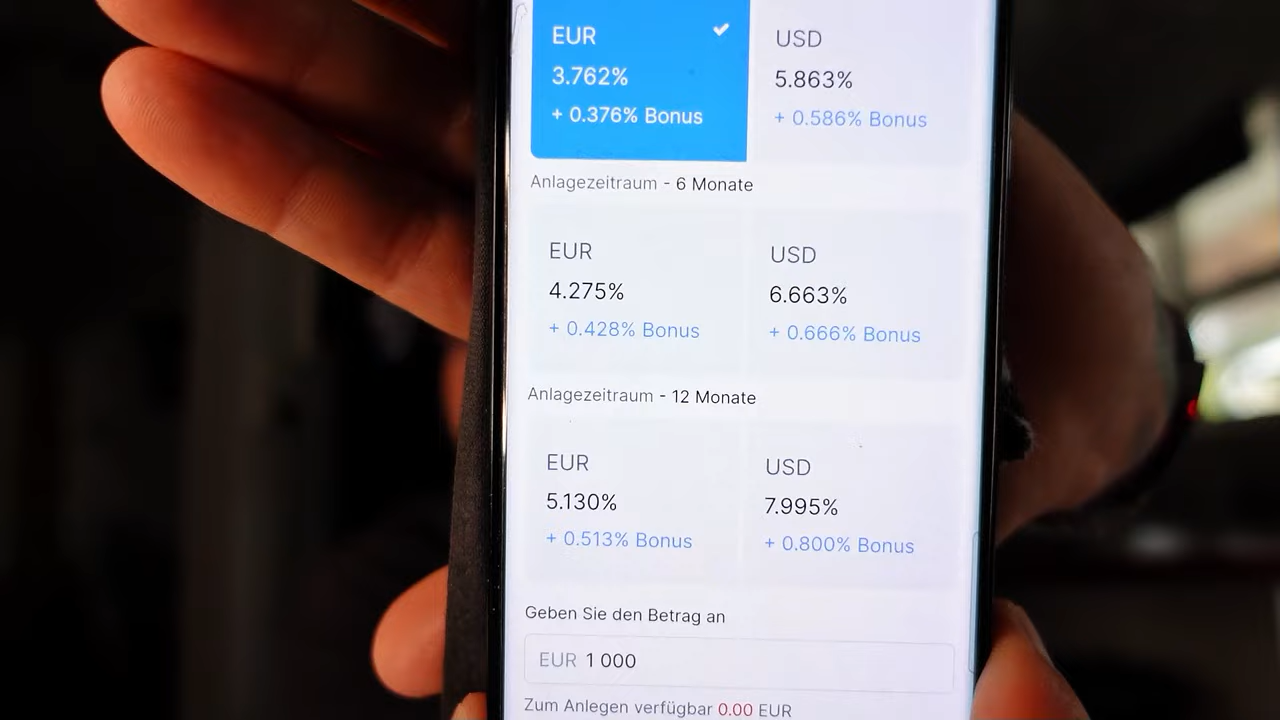 EUR
3.762%
+ 0.376% Bonus
USD
5.863%
+ 0.586% Bonus
Anlagezeitraum - 6 Monate
EUR
4.275%
+ 0.428% Bonus
USD
6.663%
+ 0.666% Bonus
Anlagezeitraum - 12 Monate
EUR
5.130%
+ 0.513% Bonus
USD
7.995%
+ 0.800% Bonus
Geben Sie den Betrag an
EUR 1 000
Zum Anlegen verfügbar 0.00 EUR